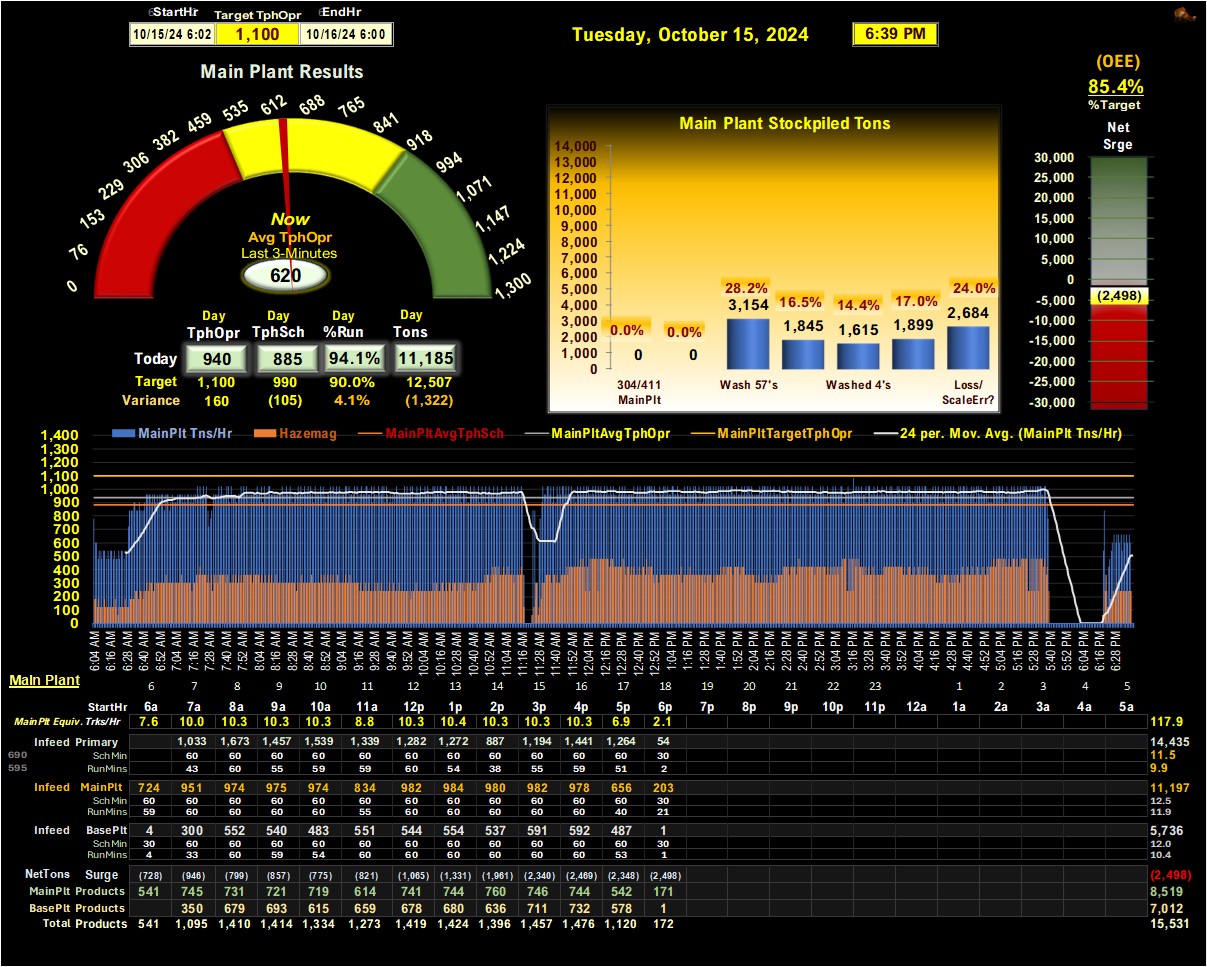 StartHr Target TphOpr EndHr
10/15/24 6:02 1,100 10/16/24 6:00
Tuesday, October 15, 2024 6:39 PM
(OEE)
85.4%
%Target
Net
Srge
30,000
25,000
20,000
15,000
10,000
5,000
0
(2,498)
-5,000
-10,000
-15,000
-20,000
-25,000
-30,000
Main Plant Results
0 76 153 229 306 382 459 535 612 688 765 841 918 994 1,071 1,147 1,224 1,300
Now
Avg TphOpr
Last 3-Minutes
620
Day Day Day Day
TphOpr TphSch %Run Tons
Today 940 885 94.1% 11,185
Target 1,100 990 90.0% 12,507
Variance 160 (105) 4.1% (1,322)
Main Plant Stockpiled Tons
14,000
13,000
12,000
11,000
10,000
9,000
8,000
7,000
6,000
5,000
4,000
3,000
2,000
1,000
0
0.0% 0.0% 28.2% 16.5% 14.4% 17.0% 24.0%
0 0 3,154 1,845 1,615 1,899 2,684
304/411 Wash 57's Washed 4's Loss/
MainPlt ScaleErr?
MainPlt Tns/Hr Hazemag MainPltAvgTphSch MainPltAvgTphOpr MainPltTargetTphOpr 24 per. Mov. Avg. (MainPlt Tns/Hr)
1,400
1,300
1,200
1,100
1,000
900
800
700
600
500
400
300
200
100
0
6:04 AM 6:16 AM 6:28 AM 6:40 AM 6:52 AM 7:04 AM 7:16 AM 7:28 AM 7:40 AM 7:52 AM 8:04 AM 8:16 AM 8:28 AM 8:40 AM 8:52 AM 9:04 AM 9:16 AM 9:28 AM 9:40 AM 9:52 AM 10:04 AM 10:16 AM 10:28 AM 10:40 AM 10:52 AM 11:04 AM 11:16 AM 11:28 AM 11:40 AM 11:52 AM 12:04 PM 12:16 PM 12:28 PM 12:40 PM 12:52 PM 1:04 PM 1:16 PM 1:28 PM 1:40 PM 1:52 PM 2:04 PM 2:16 PM 2:28 PM 2:40 PM 2:52 PM 3:04 PM 3:16 PM 3:28 PM 3:40 PM 3:52 PM 4:04 PM 4:16 PM 4:28 PM 4:40 PM 4:52 PM 5:04 PM 5:16 PM 5:28 PM 5:40 PM 5:52 PM 6:04 PM 6:16 PM 6:28 PM
Main Plant 6 7 8 9 10 11 12 13 14 15 16 17 18 19 20 21 22 23 1 2 3 4 5
StartHr 6a 7a 8a 9a 10a 11a 12p 1p 2p 3p 4p 5p 6p 7p 8p 9p 10p 11p 12a 1a 2a 3a 4a 5a
MainPlt Equiv. Trks/Hr 7.6 10.0 10.3 10.3 10.3 8.8 10.3 10.4 10.3 10.3 10.3 6.9 2.1 117.9
Infeed Primary 1,033 1,673 1,457 1,539 1,339 1,282 1,272 887 1,194 1,441 1,264 54 14,435
690 SchMin 60 60 60 60 60 60 60 60 60 60 60 30 11.5
595 RunMins 43 60 55 59 59 60 54 38 55 59 51 2 9.9
Infeed MainPlt 724 951 974 975 974 834 982 984 980 982 978 656 203 11,197
SchMin 60 60 60 60 60 60 60 60 60 60 60 60 30 12.5
RunMins 59 60 60 60 60 55 60 60 60 60 60 40 21 11.9
Infeed BasePlt 4 300 552 540 483 551 544 554 537 591 592 487 1 5,736
SchMin 30 60 60 60 60 60 60 60 60 60 60 60 30 12.0
RunMins 4 33 60 59 54 60 60 60 60 60 60 53 1 10.4
NetTons Surge (728) (946) (799) (857) (775) (821) (1,065) (1,331) (1,961) (2,340) (2,469) (2,348) (2,498) (2,498)
MainPlt Products 541 745 731 721 719 614 741 744 760 746 744 542 171 8,519
BasePlt Products 350 679 693 615 659 678 680 636 711 732 578 1 7,012
Total Products 541 1,095 1,410 1,414 1,334 1,273 1,419 1,424 1,396 1,457 1,476 1,120 172 15,531